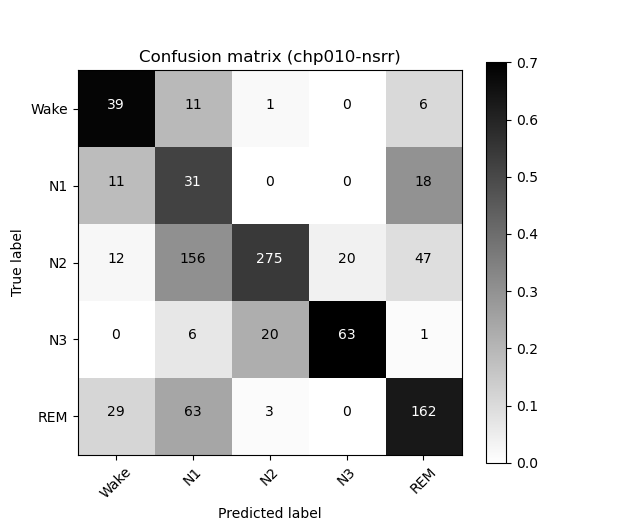 Confusion matrix (chp010-nsrr)
True label
Wake 39 11 1 0 6
N1 11 31 0 0 18
N2 12 156 275 20 47
N3 0 6 20 63 1
REM 29 63 3 0 162
Wake N1 N2 N3 REM
Predicted label
0.7
0.6
0.5
0.4
0.3
0.2
0.1
0.0